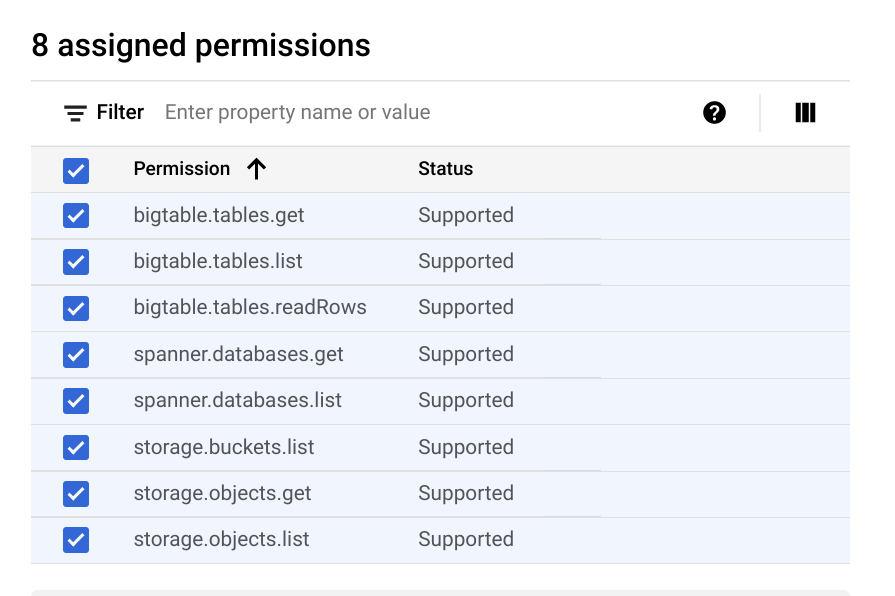 8 assigned permissions
Filter Enter property name or value
Permission Status
bigtable.tables.get Supported
bigtable.tables.list Supported
bigtable.tables.readRows Supported
spanner.databases.get Supported
spanner.databases.list Supported
storage.buckets.list Supported
storage.objects.get Supported
storage.objects.list Supported